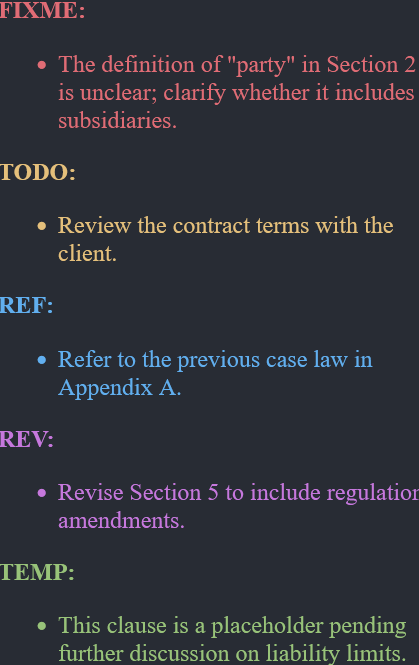 FIXME:
• The definition of "party" in Section 2
is unclear; clarify whether it includes
subsidiaries.
TODO:
• Review the contract terms with the
client.
REF:
• Refer to the previous case law in
Appendix A.
REV:
• Revise Section 5 to include regulation
amendments.
TEMP:
• This clause is a placeholder pending
further discussion on liability limits.